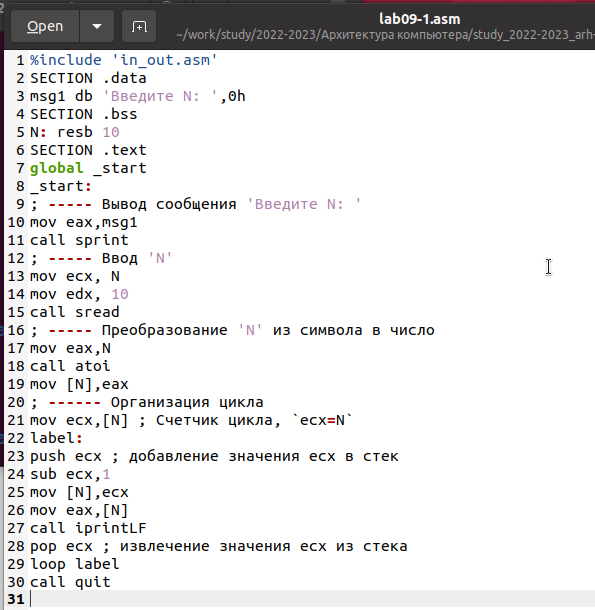 lab09-1.asm
Open
~/work/study/2022-2023/Архитектура компьютера/study_2022-2023_arh-
1 %include 'in_out.asm'
2 SECTION .data
3 msg1 db 'Введите N: ',0h
4 SECTION .bss
5 N: resb 10
6 SECTION .text
7 global _start
8 _start:
9 ; ----- Вывод сообщения 'Введите N: '
10 mov eax,msg1
11 call sprint
12 ; ----- Ввод 'N'
13 mov ecx, N
14 mov edx, 10
15 call sread
16 ; ----- Преобразование 'N' из символа в число
17 mov eax,N
18 call atoi
19 mov [N],eax
20 ; ------ Организация цикла
21 mov ecx,[N] ; Счетчик цикла, `ecx=N`
22 label:
23 push ecx ; добавление значения ecx в стек
24 sub ecx,1
25 mov [N],ecx
26 mov eax,[N]
27 call iprintLF
28 pop ecx ; извлечение значения ecx из стека
29 loop label
30 call quit
31